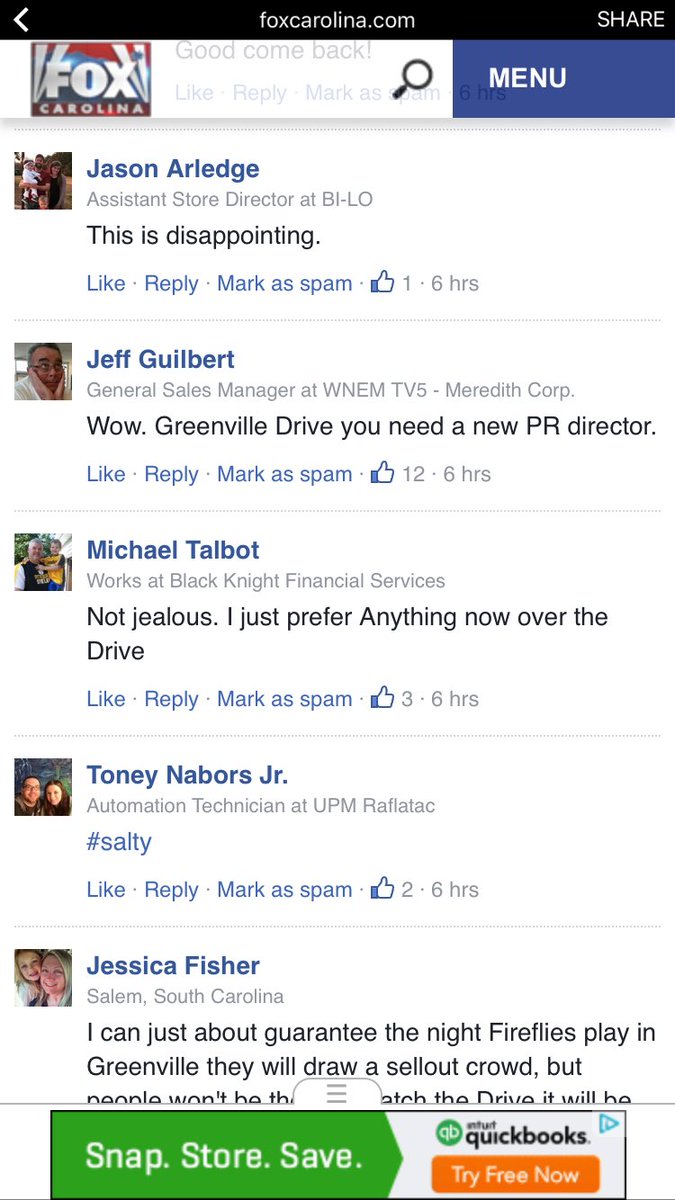 foxcarolina.com
SHARE
FOX
CAROLINA
Good come back!
Like · Reply · Mark as spam · 6 hrs
MENU
Jason Arledge
Assistant Store Director at BI-LO
This is disappointing.
Like · Reply · Mark as spam · 1 · 6 hrs
Jeff Guilbert
General Sales Manager at WNEM TV5 - Meredith Corp.
Wow. Greenville Drive you need a new PR director.
Like · Reply · Mark as spam · 12 · 6 hrs
Michael Talbot
Works at Black Knight Financial Services
Not jealous. I just prefer Anything now over the
Drive
Like · Reply · Mark as spam · 3 · 6 hrs
Toney Nabors Jr.
Automation Technician at UPM Raflatac
#salty
Like · Reply · Mark as spam · 2 · 6 hrs
Jessica Fisher
Salem, South Carolina
I can just about guarantee the night Fireflies play in
Greenville they will draw a sellout crowd, but
people won't be the the Drive it will be
Snap. Store. Save.
qb intuit quickbooks.
Try Free Now